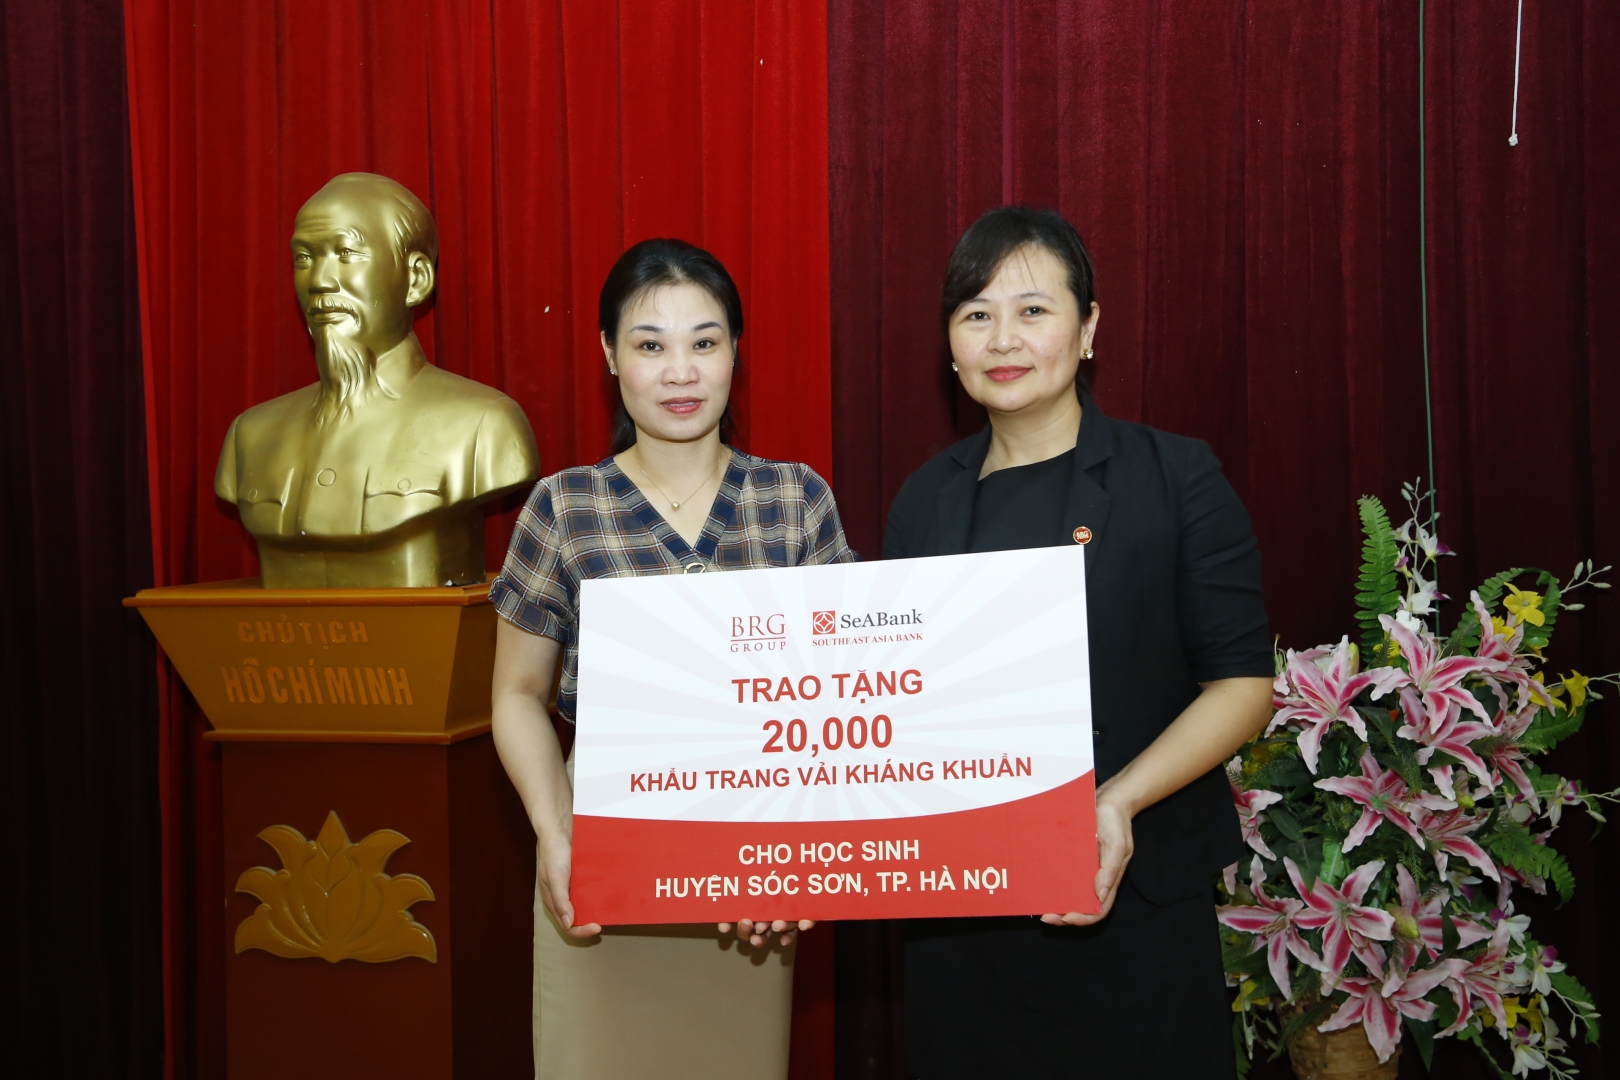 CHỦ TỊCH
HỒ CHÍ MINH
BRG
GROUP
SeABank
SOUTHEAST ASIA BANK
TRAO TẶNG
20,000
KHẨU TRANG VẢI KHÁNG KHUẨN
CHO HỌC SINH
HUYỆN SÓC SƠN, TP. HÀ NỘI
BRG